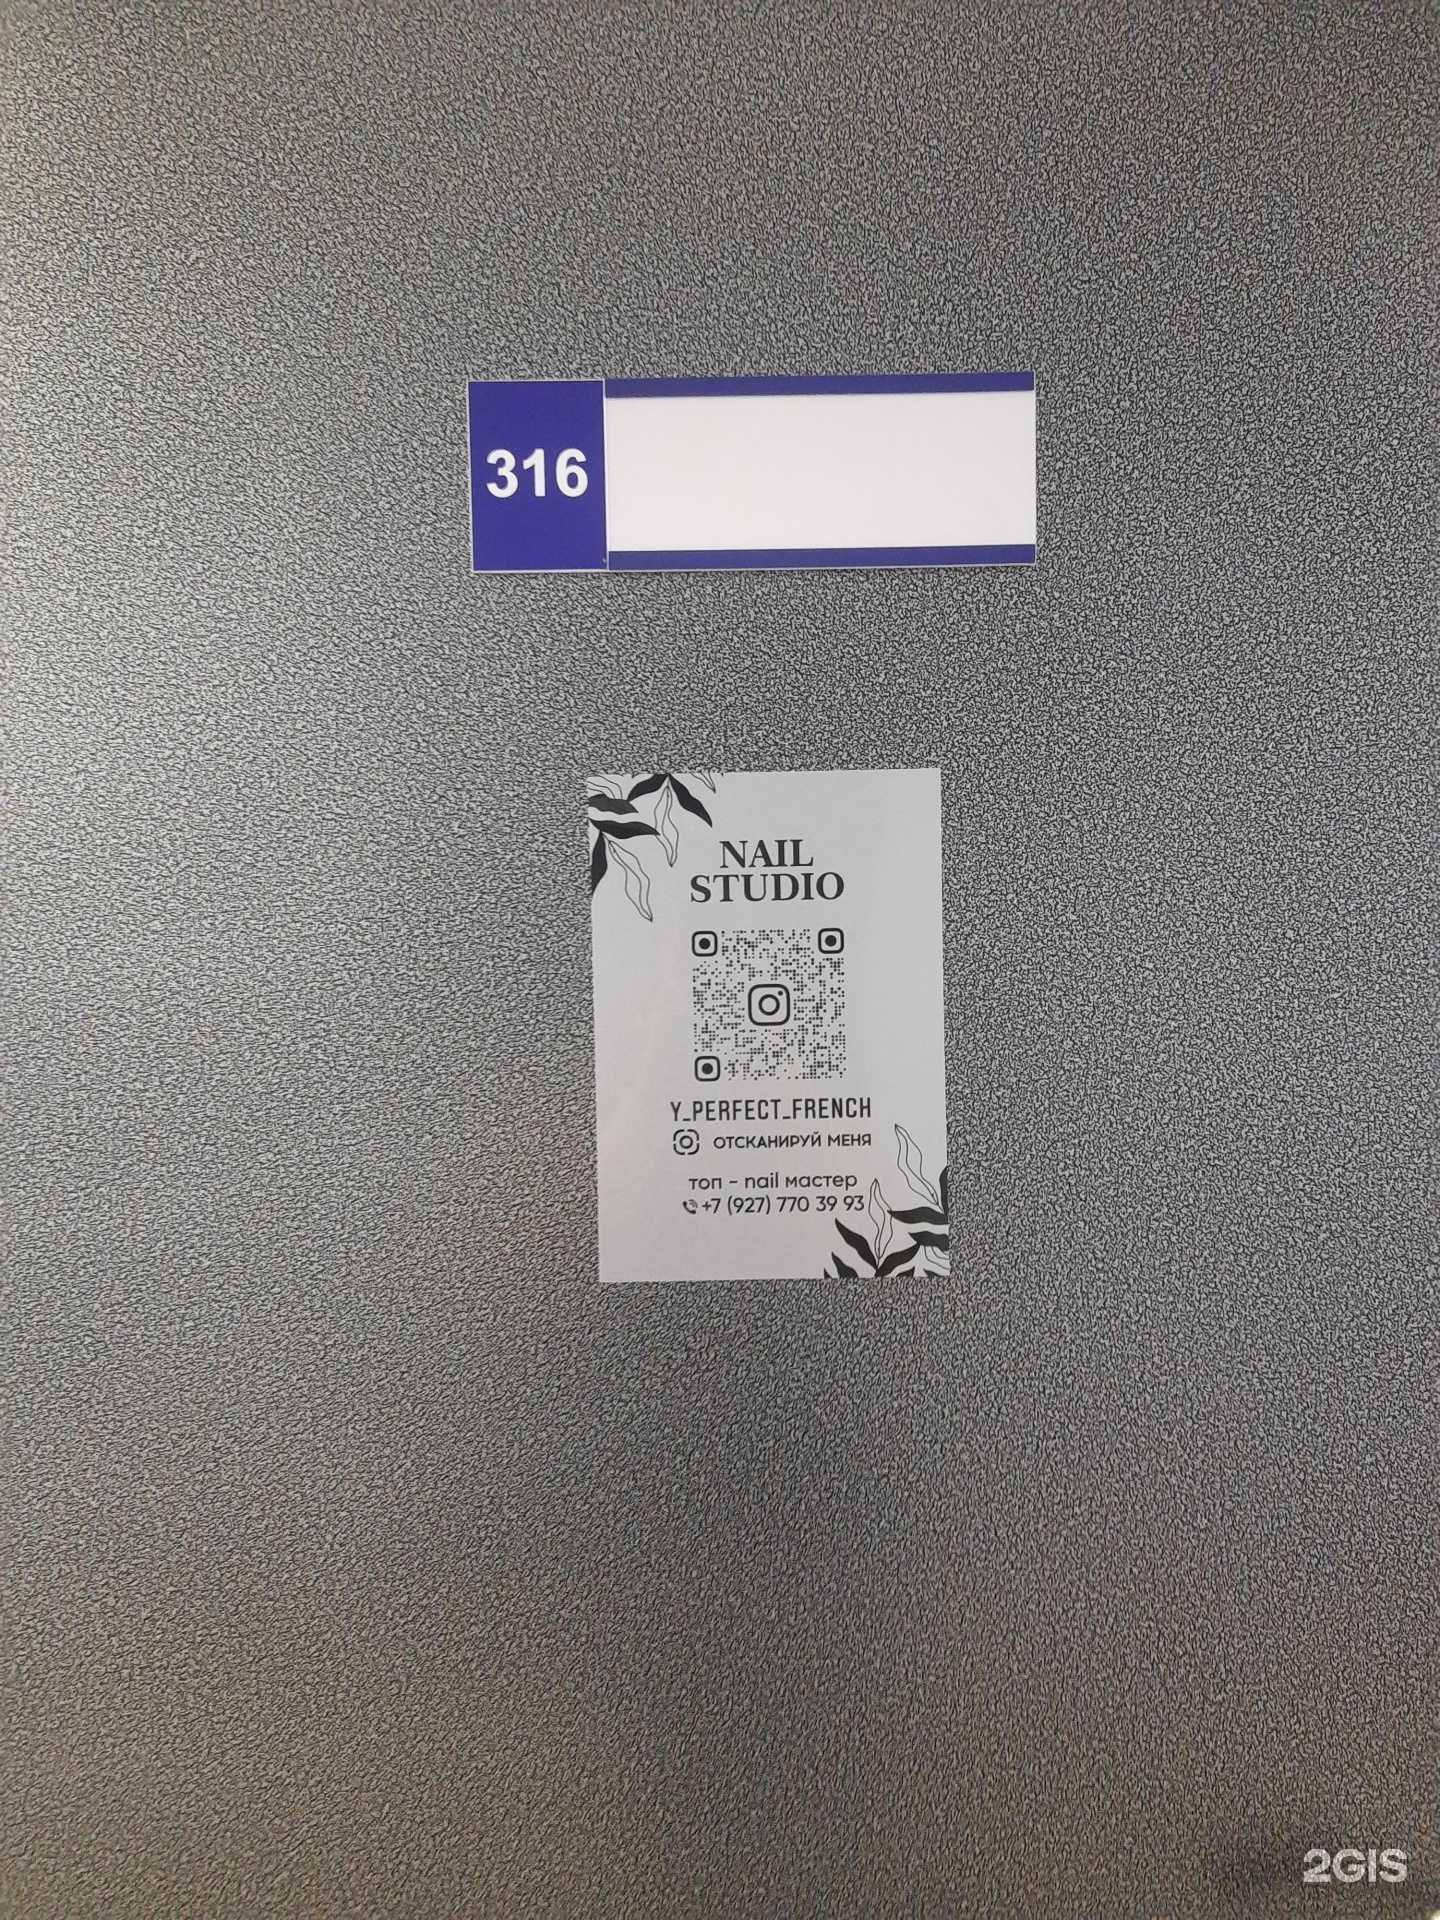 316
NAIL
STUDIO
Y_PERFECT_FRENCH
ОТСКАНИРУЙ МЕНЯ
топ - nail мастер
+7 (927) 770 39 93
2GIS